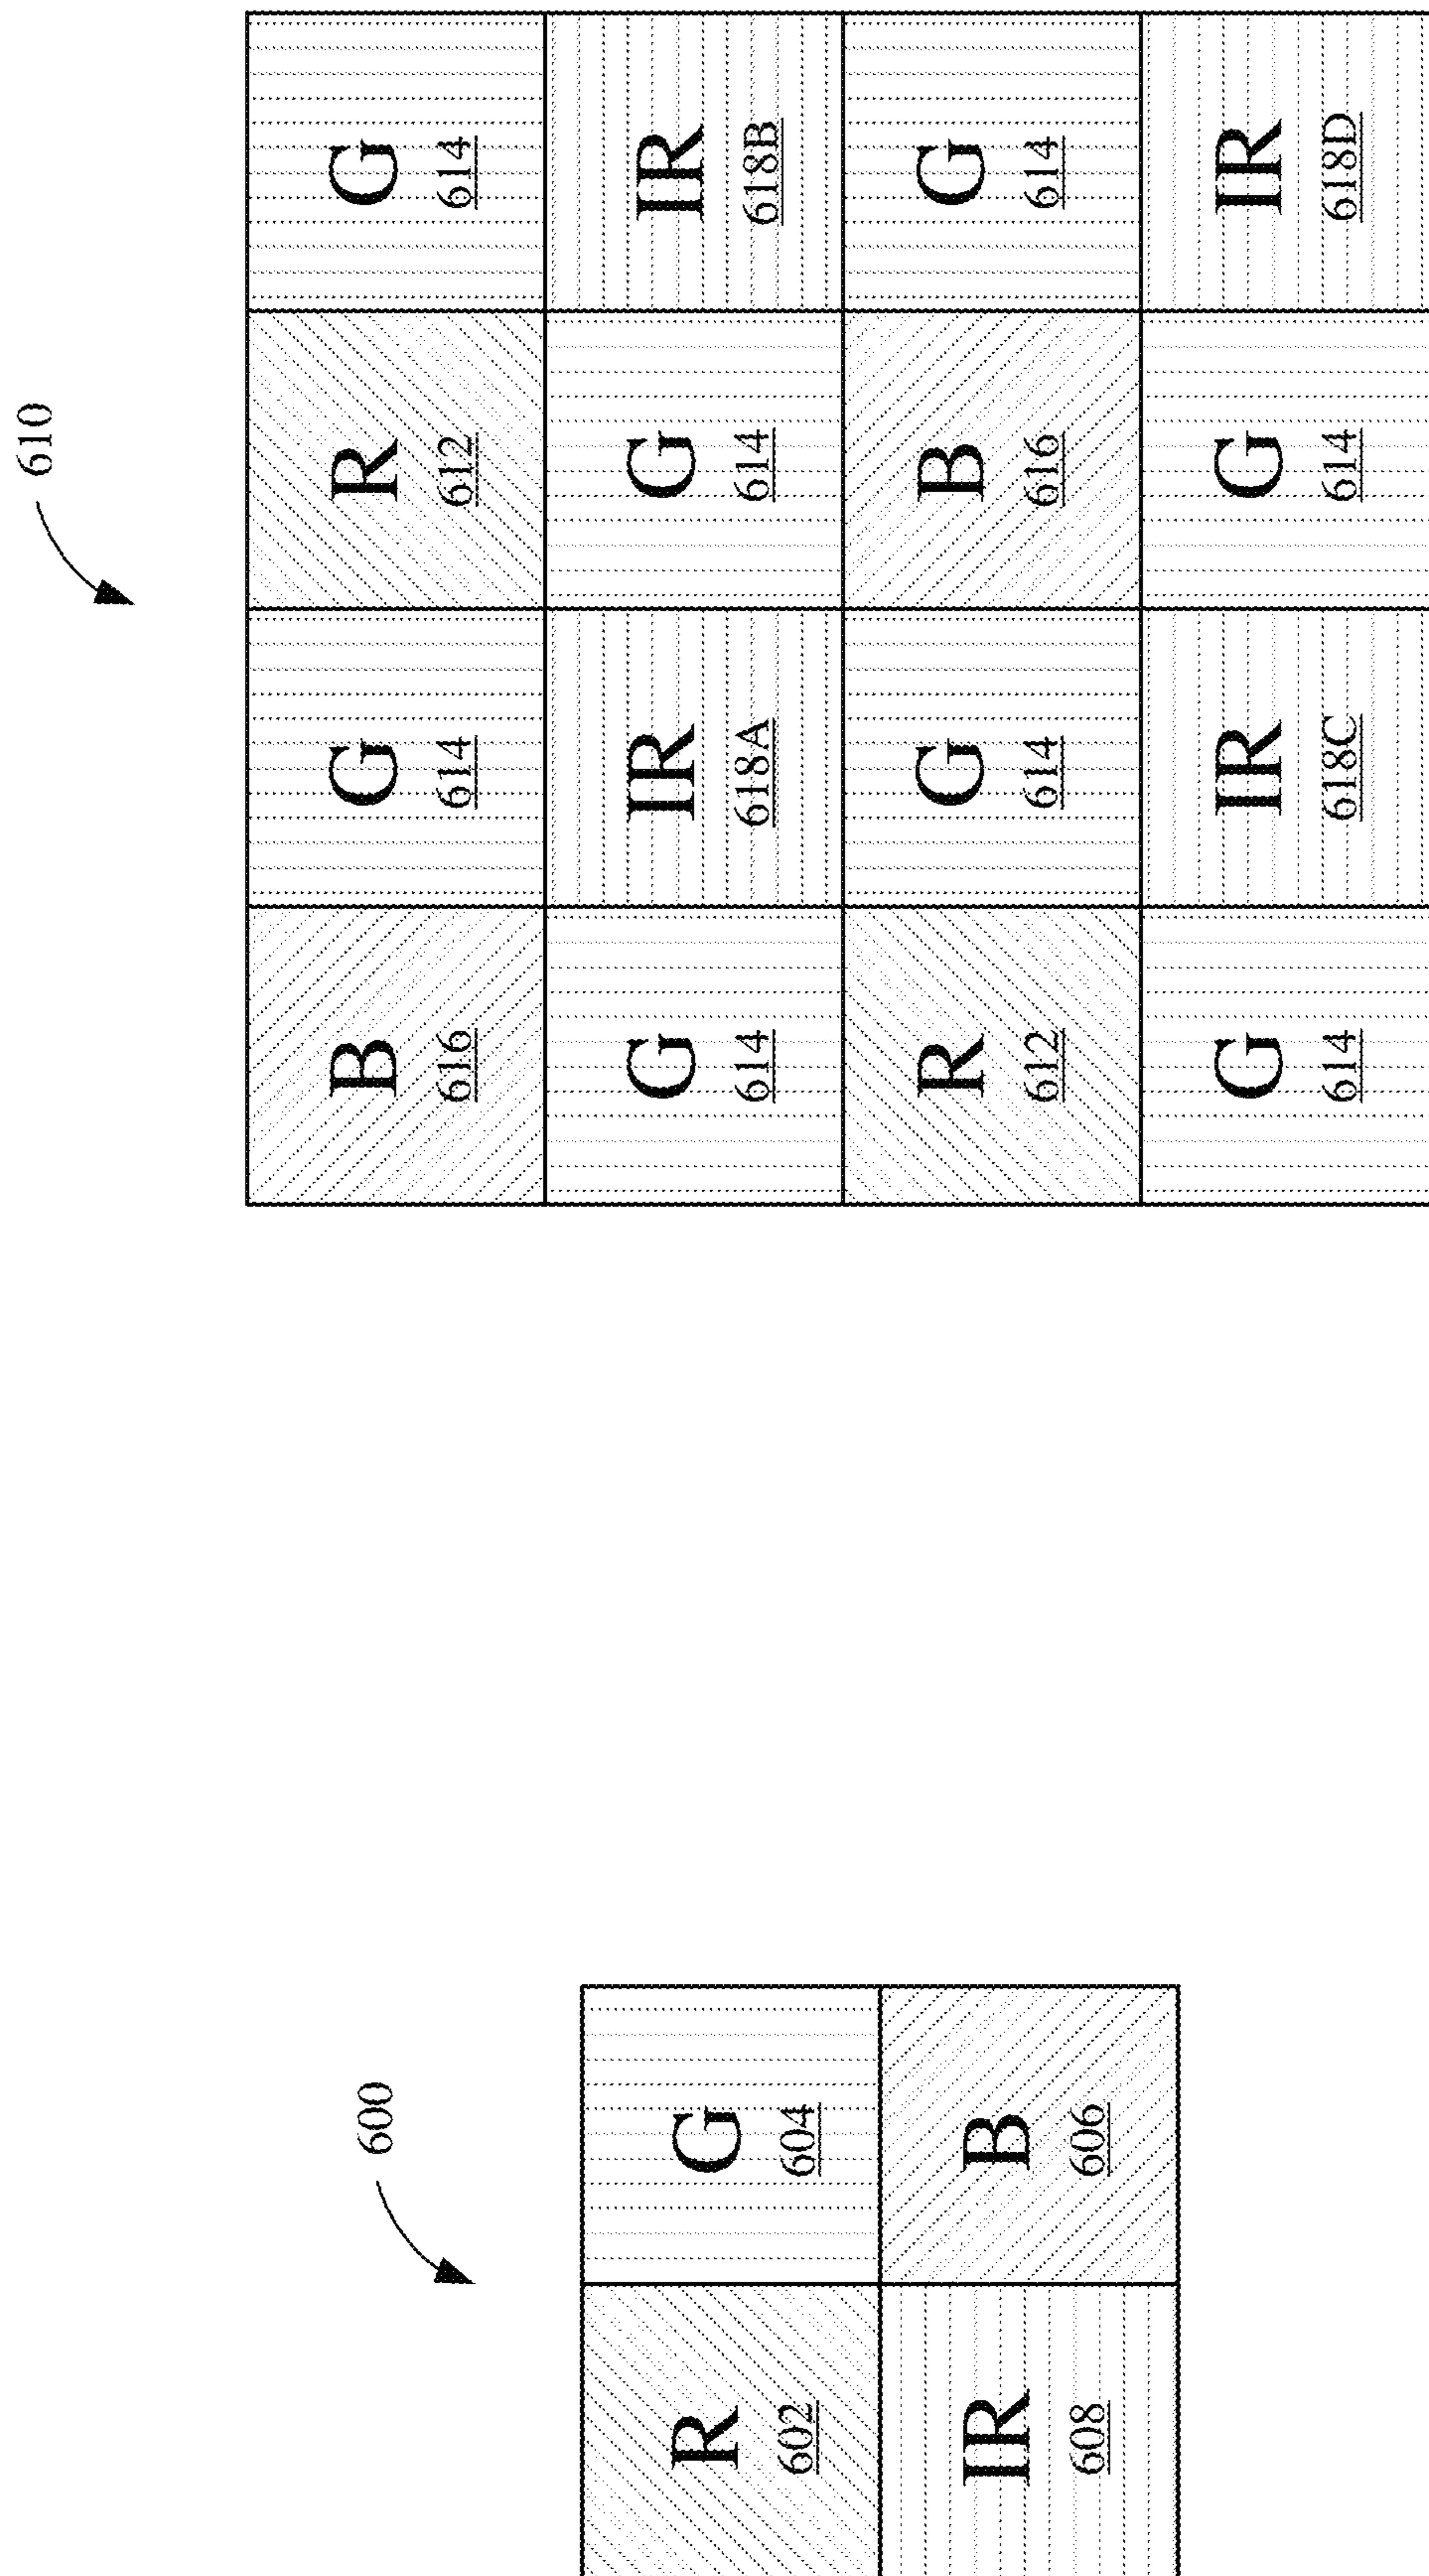 600
R G
602 604
IR B
608 606
610
B G R G
616 614 612 614
G IR G IR
614 618A 614 618B
R G B G
612 614 616 614
G IR G IR
614 618C 614 618D